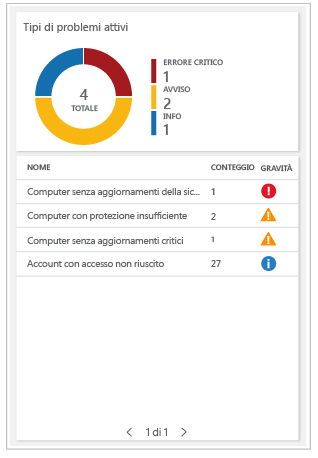 Tipi di problemi attivi
4
TOTALE
ERRORE CRITICO
1
AVVISO
2
INFO
1
NOME CONTEGGIO GRAVITÀ
Computer senza aggiornamenti della sic... 1
Computer con protezione insufficiente 2
Computer senza aggiornamenti critici 1
Account con accesso non riuscito 27
1 di 1